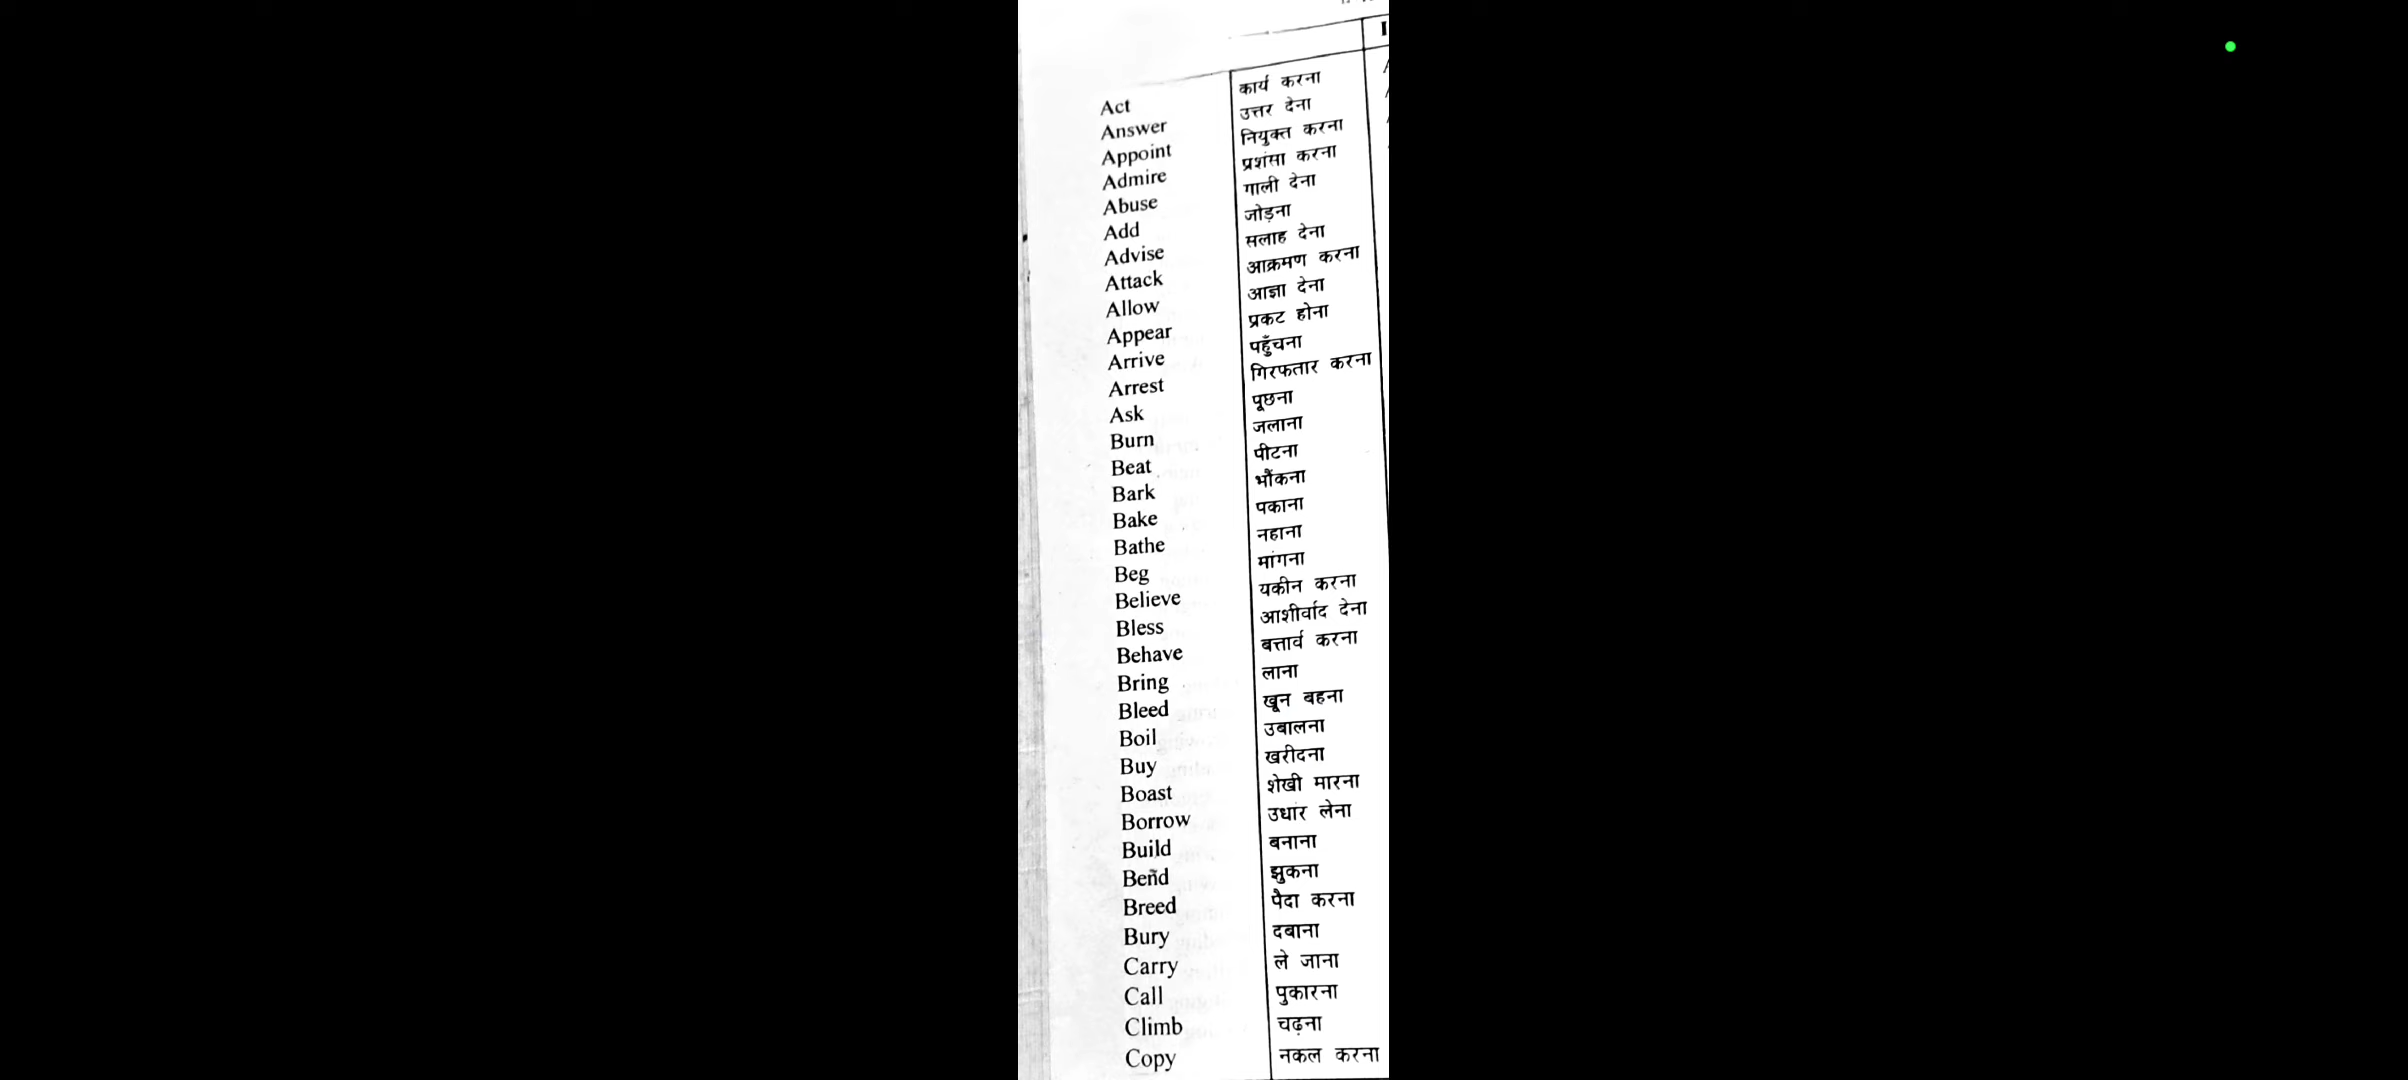 Act कार्य करना
Answer उत्तर देना
Appoint नियुक्त करना
Admire प्रशंसा करना
Abuse गाली देना
Add जोड़ना
Advise सलाह देना
Attack आक्रमण करना
Allow आज्ञा देना
Appear प्रकट होना
Arrive पहुँचना
Arrest गिरफतार करना
Ask पूछना
Burn जलाना
Beat पीटना
Bark भौंकना
Bake पकाना
Bathe नहाना
Beg मांगना
Believe यकीन करना
Bless आशीर्वाद देना
Behave बर्त्ताव करना
Bring लाना
Bleed खून बहना
Boil उबालना
Buy खरीदना
Boast शेखी मारना
Borrow उधार लेना
Build बनाना
Bend झुकना
Breed पैदा करना
Bury दबाना
Carry ले जाना
Call पुकारना
Climb चढ़ना
Copy नकल करना